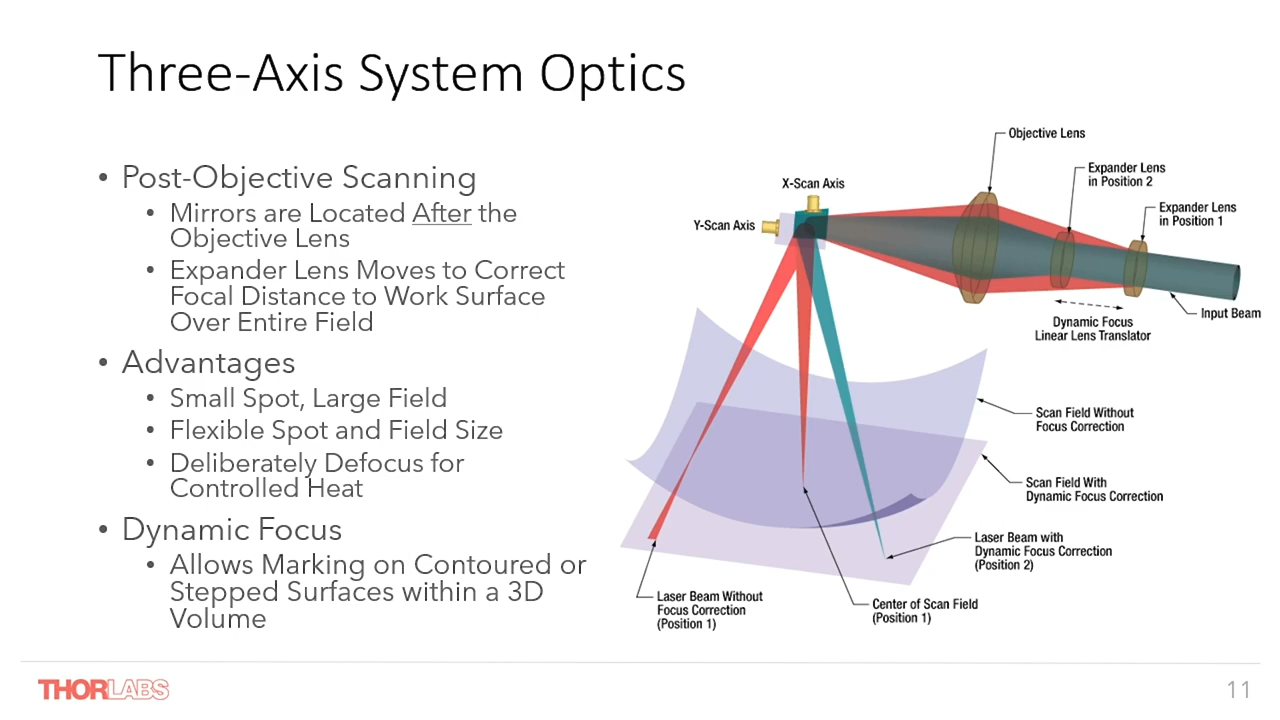 Three-Axis System Optics
• Post-Objective Scanning
• Mirrors are Located After the
Objective Lens
• Expander Lens Moves to Correct
Focal Distance to Work Surface
Over Entire Field
• Advantages
• Small Spot, Large Field
• Flexible Spot and Field Size
• Deliberately Defocus for
Controlled Heat
• Dynamic Focus
• Allows Marking on Contoured or
Stepped Surfaces within a 3D
Volume
Objective Lens
Expander Lens
in Position 2
Expander Lens
in Position 1
X-Scan Axis
Y-Scan Axis
Input Beam
Dynamic Focus
Linear Lens Translator
Scan Field Without
Focus Correction
Scan Field With
Dynamic Focus Correction
Laser Beam with
Dynamic Focus Correction
(Position 2)
Center of Scan Field
(Position 1)
Laser Beam Without
Focus Correction
(Position 1)
THORLABS
11